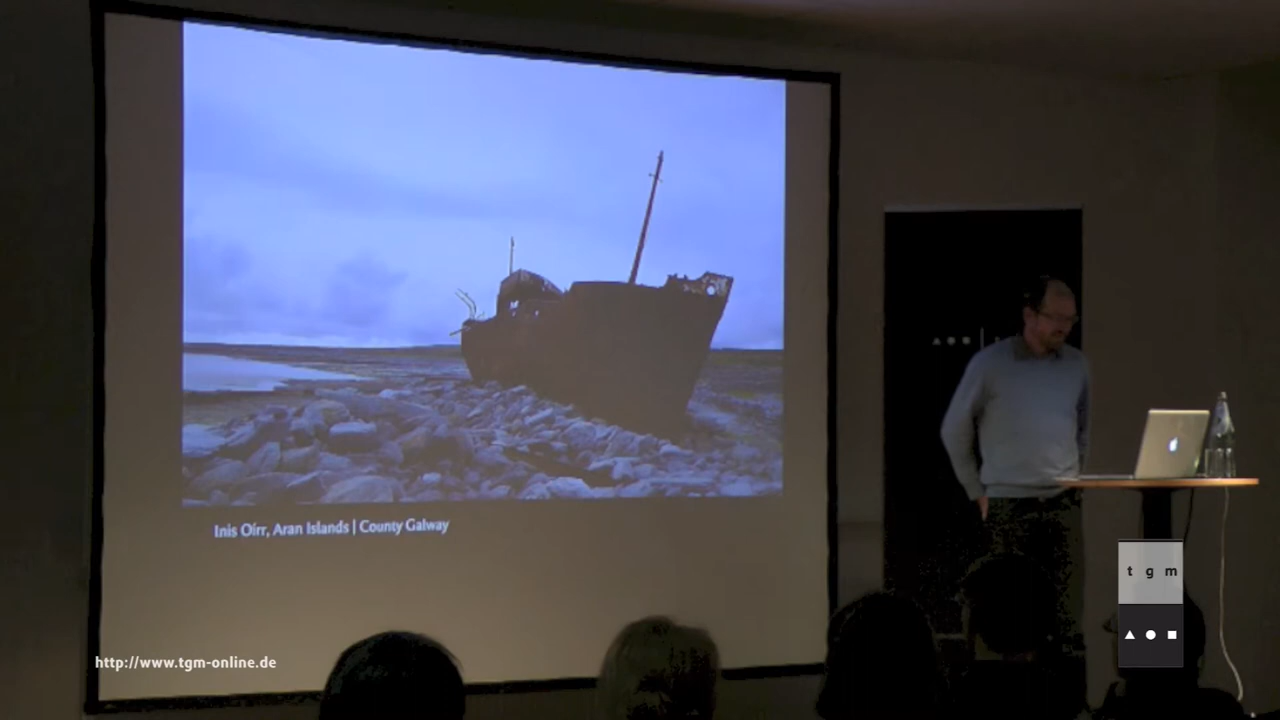 Inis Oírr, Aran Islands | County Galway
t g m
http://www.tgm-online.de